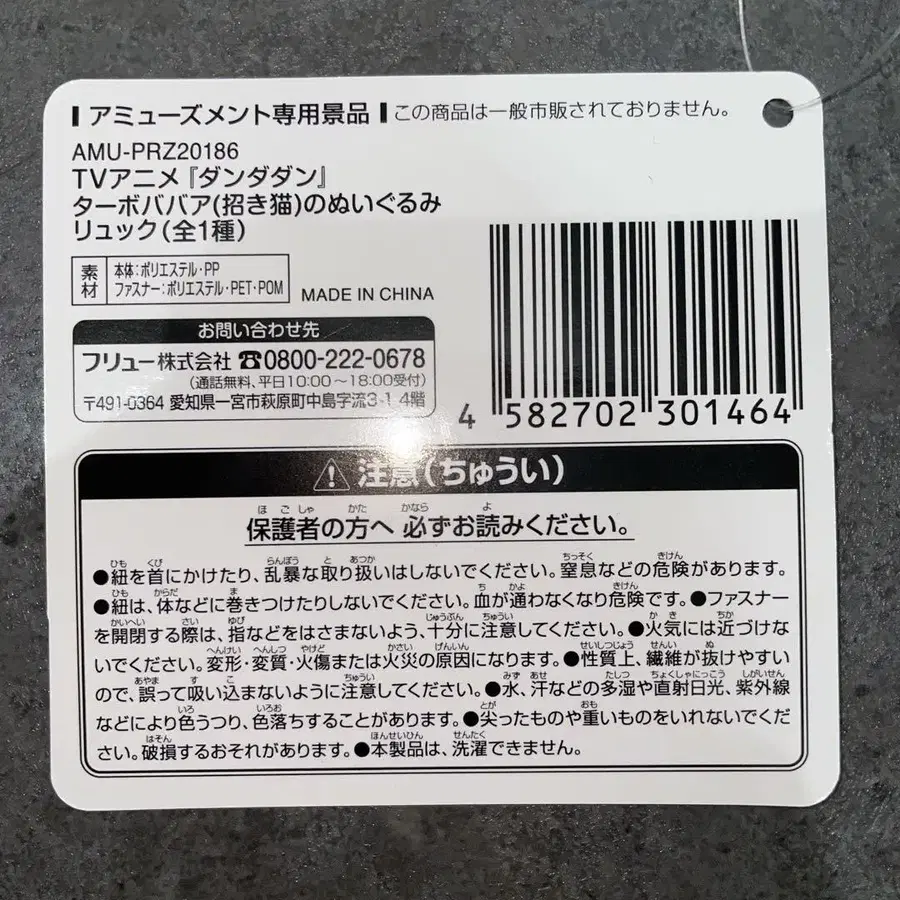 アミューズメント専用景品 この商品は一般市販されておりません。
AMU-PRZ20186
TVアニメ『ダンダダン』
ターボババア(招き猫)のぬいぐるみ
リュック(全1種)
素材 本体:ポリエステル・PP
ファスナー:ポリエステル・PET・POM
MADE IN CHINA
お問い合わせ先
フリュー株式会社 ☎0800-222-0678
(通話無料、平日10:00〜18:00受付)
〒491-0364 愛知県一宮市萩原町中島字流3-1 4階
4 582702 301464
⚠ 注意(ちゅうい)
保護者の方へ 必ずお読みください。
●紐を首にかけたり、乱暴な取り扱いはしないでください。窒息などの危険があります。
●紐は、体などに巻きつけたりしないでください。血が通わなくなり危険です。●ファスナー
を開閉する際は、指などをはさまないよう、十分に注意してください。●火気には近づけな
いでください。変形・変質・火傷または火災の原因になります。●性質上、繊維が抜けやすい
ので、誤って吸い込まないように注意してください。●水、汗などの多湿や直射日光、紫外線
などにより色うつり、色落ちすることがあります。●尖ったものや重いものをいれないでくだ
さい。破損するおそれがあります。●本製品は、洗濯できません。